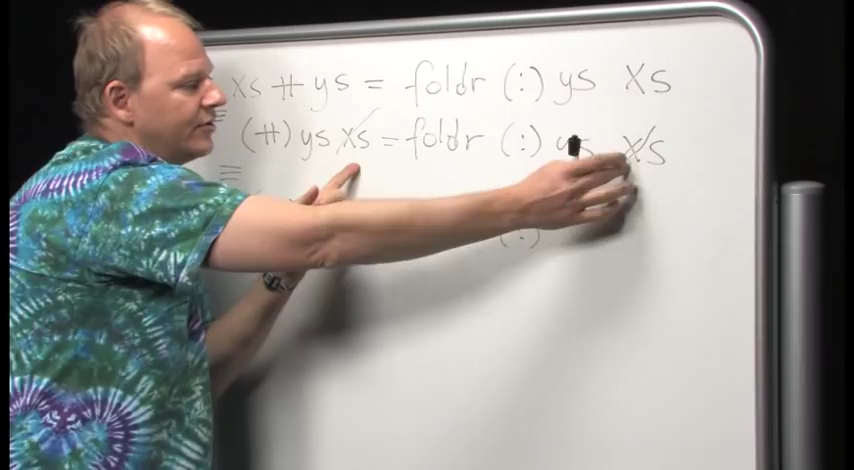 xs ++ ys = foldr (:) ys xs
≡ (++) ys xs = foldr (:) ys xs
≡
(:)